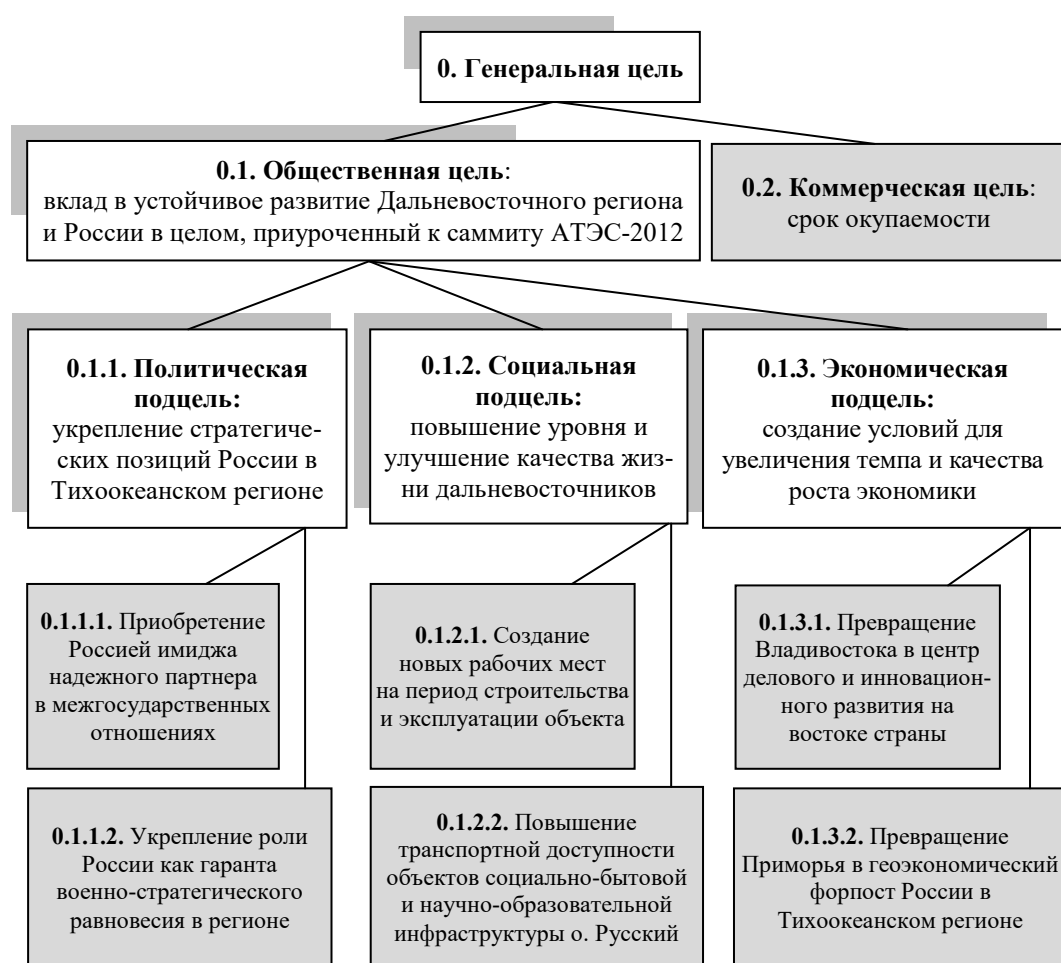 0. Генеральная цель
0.1. Общественная цель:
вклад в устойчивое развитие Дальневосточного региона
и России в целом, приуроченный к саммиту АТЭС-2012
0.2. Коммерческая цель:
срок окупаемости
0.1.1. Политическая
подцель:
укрепление стратегиче-
ских позиций России в
Тихоокеанском регионе
0.1.2. Социальная
подцель:
повышение уровня и
улучшение качества жиз-
ни дальневосточников
0.1.3. Экономическая
подцель:
создание условий для
увеличения темпа и качества
роста экономики
0.1.1.1. Приобретение
Россией имиджа
надежного партнера
в межгосударственных
отношениях
0.1.2.1. Создание
новых рабочих мест
на период строительства
и эксплуатации объекта
0.1.3.1. Превращение
Владивостока в центр
делового и инновацион-
ного развития на
востоке страны
0.1.1.2. Укрепление роли
России как гаранта
военно-стратегического
равновесия в регионе
0.1.2.2. Повышение
транспортной доступности
объектов социально-бытовой
и научно-образовательной
инфраструктуры о. Русский
0.1.3.2. Превращение
Приморья в геоэкономический
форпост России в
Тихоокеанском регионе